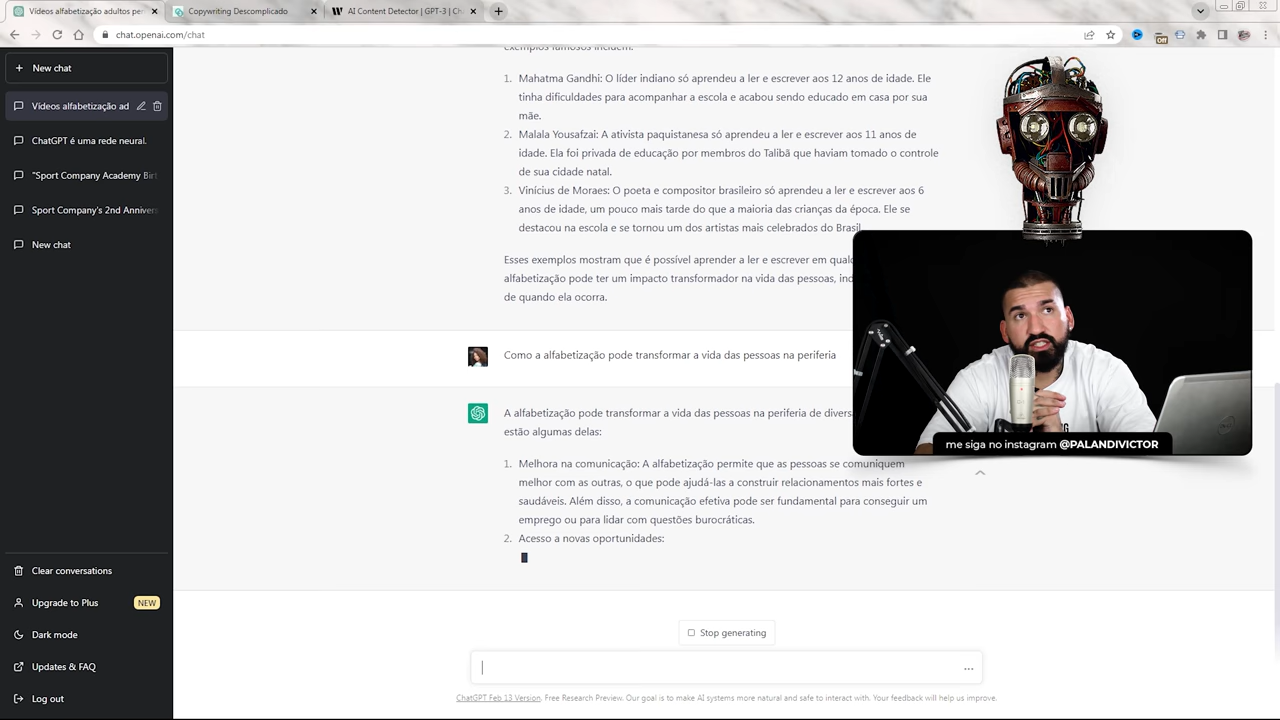 Vídeos alfabetização adultos per
Copywriting Descomplicado
AI Content Detector | GPT-3 | Ch
chat.openai.com/chat
Off
New chat
Vídeos alfabetização ad
ChatGPT é uma rede neural.
"Sport Company Academy Birt
Sport Company's 2nd Annivers
New chat
Clear conversations
Upgrade to Plus NEW
Dark mode
Updates & FAQ
Log out
exemplos famosos incluem:
1. Mahatma Gandhi: O líder indiano só aprendeu a ler e escrever aos 12 anos de idade. Ele
tinha dificuldades para acompanhar a escola e acabou sendo educado em casa por sua
mãe.
2. Malala Yousafzai: A ativista paquistanesa só aprendeu a ler e escrever aos 11 anos de
idade. Ela foi privada de educação por membros do Talibã que haviam tomado o controle
de sua cidade natal.
3. Vinícius de Moraes: O poeta e compositor brasileiro só aprendeu a ler e escrever aos 6
anos de idade, um pouco mais tarde do que a maioria das crianças da época. Ele se
destacou na escola e se tornou um dos artistas mais celebrados do Brasil
Esses exemplos mostram que é possível aprender a ler e escrever em qualq
alfabetização pode ter um impacto transformador na vida das pessoas, ind
de quando ela ocorra.
Como a alfabetização pode transformar a vida das pessoas na periferia
A alfabetização pode transformar a vida das pessoas na periferia de divers
estão algumas delas:
1. Melhora na comunicação: A alfabetização permite que as pessoas se comuniquem
melhor com as outras, o que pode ajudá-las a construir relacionamentos mais fortes e
saudáveis. Além disso, a comunicação efetiva pode ser fundamental para conseguir um
emprego ou para lidar com questões burocráticas.
2. Acesso a novas oportunidades:
me siga no instagram @PALANDIVICTOR
Stop generating
ChatGPT Feb 13 Version. Free Research Preview. Our goal is to make AI systems more natural and safe to interact with. Your feedback will help us improve.